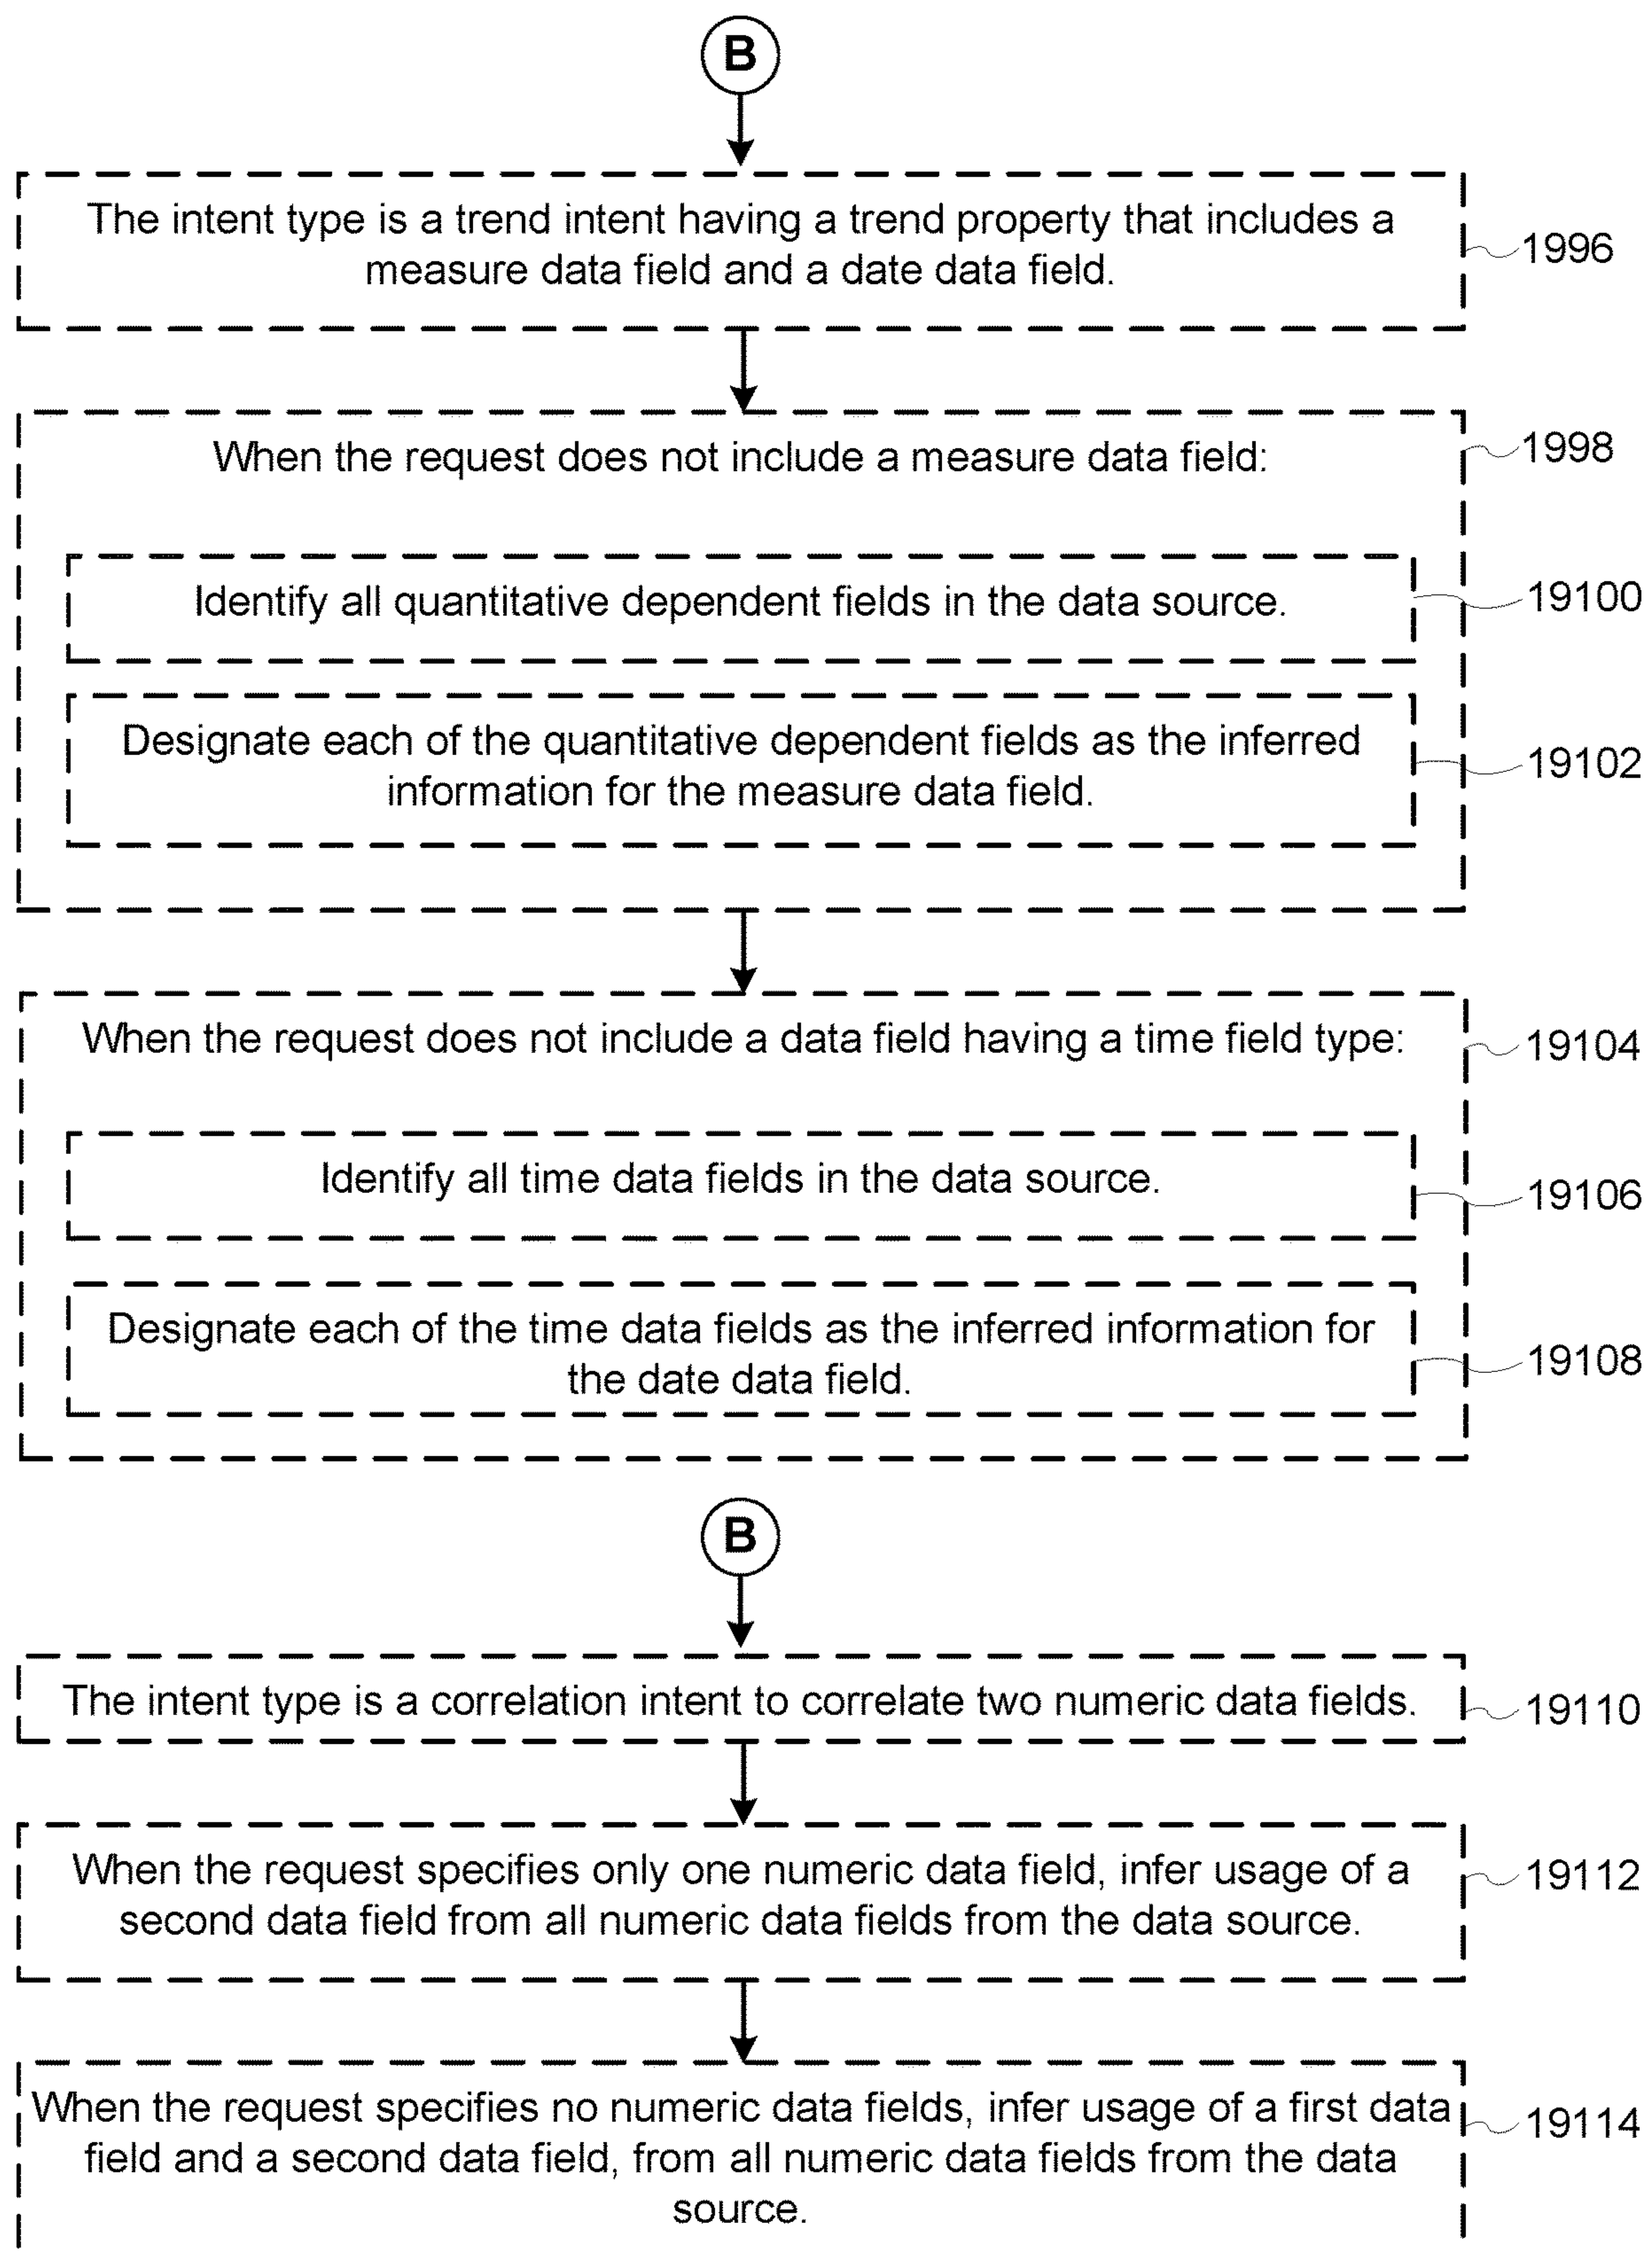 B
The intent type is a trend intent having a trend property that includes a
measure data field and a date data field.
1996
When the request does not include a measure data field:
1998
Identify all quantitative dependent fields in the data source.
19100
Designate each of the quantitative dependent fields as the inferred
information for the measure data field.
19102
When the request does not include a data field having a time field type:
19104
Identify all time data fields in the data source.
19106
Designate each of the time data fields as the inferred information for
the date data field.
19108
B
The intent type is a correlation intent to correlate two numeric data fields.
19110
When the request specifies only one numeric data field, infer usage of a
second data field from all numeric data fields from the data source.
19112
When the request specifies no numeric data fields, infer usage of a first data
field and a second data field, from all numeric data fields from the data
source.
19114